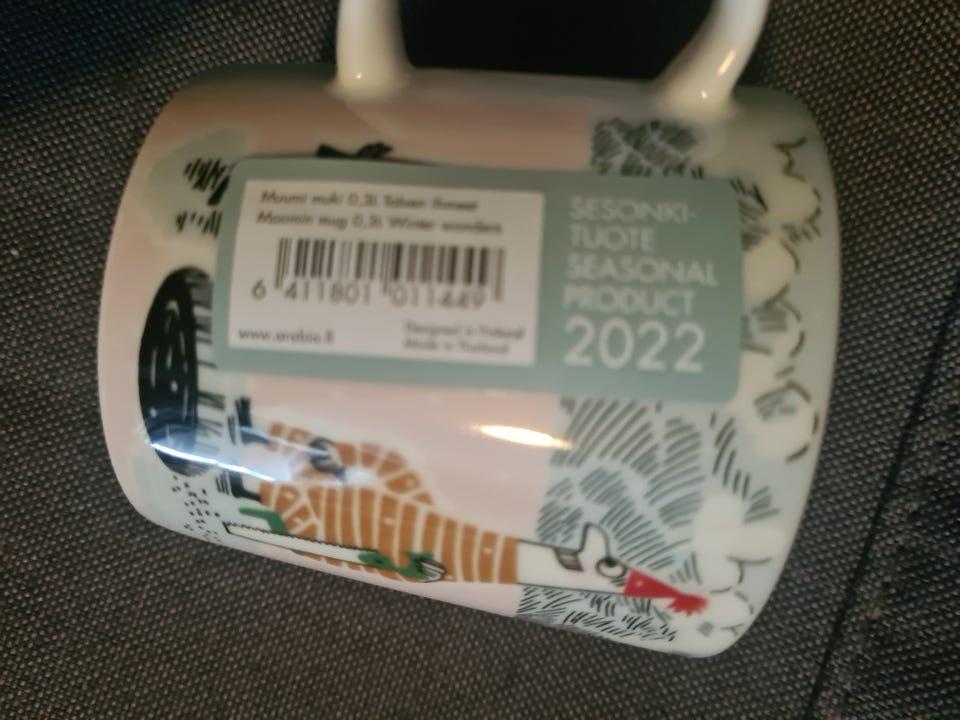 Muumi muki 0,3L Talven ihmeet
Moomin mug 0,3L Winter wonders
6 411801 011449
www.arabia.fi
Designed in Finland
Made in Thailand
SESONKI-
TUOTE
SEASONAL
PRODUCT
2022